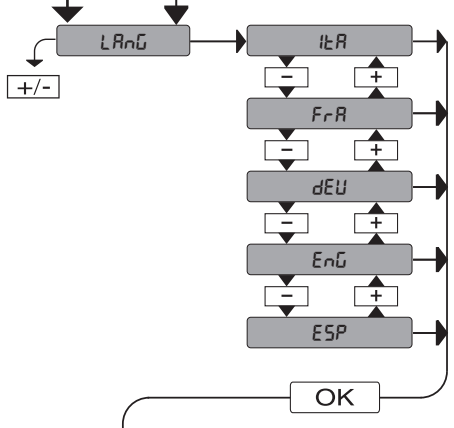 LAnG
ItA
+/-
- +
FrA
- +
dEU
- +
EnG
- +
ESP
OK